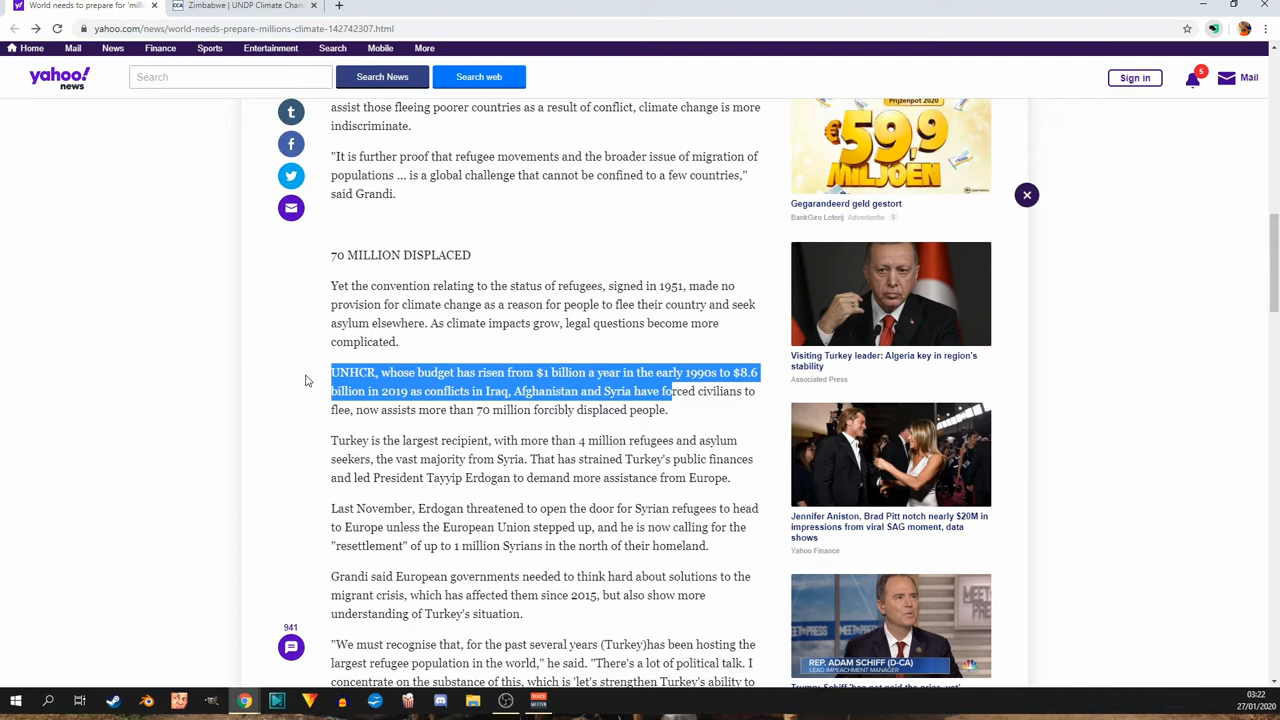 World needs to prepare for mill
Zimbabwe | UNDP Climate Chan
yahoo.com/news/world-needs-prepare-millions-climate-142742307.html
Home Mail News Finance Sports Entertainment Search Mobile More
yahoo!
news
Search
Search News
Search web
Sign in
5
Mail
assist those fleeing poorer countries as a result of conflict, climate change is more
indiscriminate.
"It is further proof that refugee movements and the broader issue of migration of
populations ... is a global challenge that cannot be confined to a few countries,"
said Grandi.
70 MILLION DISPLACED
Yet the convention relating to the status of refugees, signed in 1951, made no
provision for climate change as a reason for people to flee their country and seek
asylum elsewhere. As climate impacts grow, legal questions become more
complicated.
UNHCR, whose budget has risen from $1 billion a year in the early 1990s to $8.6
billion in 2019 as conflicts in Iraq, Afghanistan and Syria have forced civilians to
flee, now assists more than 70 million forcibly displaced people.
Turkey is the largest recipient, with more than 4 million refugees and asylum
seekers, the vast majority from Syria. That has strained Turkey's public finances
and led President Tayyip Erdogan to demand more assistance from Europe.
Last November, Erdogan threatened to open the door for Syrian refugees to head
to Europe unless the European Union stepped up, and he is now calling for the
"resettlement" of up to 1 million Syrians in the north of their homeland.
Grandi said European governments needed to think hard about solutions to the
migrant crisis, which has affected them since 2015, but also show more
understanding of Turkey's situation.
"We must recognise that, for the past several years (Turkey)has been hosting the
largest refugee population in the world," he said. "There's a lot of political talk. I
concentrate on the substance of this, which is 'let's strengthen Turkey's ability to
941
Prijzenpot 2020
€59,9
MILJOEN
Gegarandeerd geld gestort
BankGiro Loterij Advertentie
Visiting Turkey leader: Algeria key in region's
stability
Associated Press
Jennifer Aniston, Brad Pitt notch nearly $20M in
impressions from viral SAG moment, data
shows
Yahoo Finance
MEET THE PRESS
REP. ADAM SCHIFF (D-CA)
LEAD IMPEACHMENT MANAGER
Trump: Schiff 'has not paid the price, yet'
03:22
27/01/2020